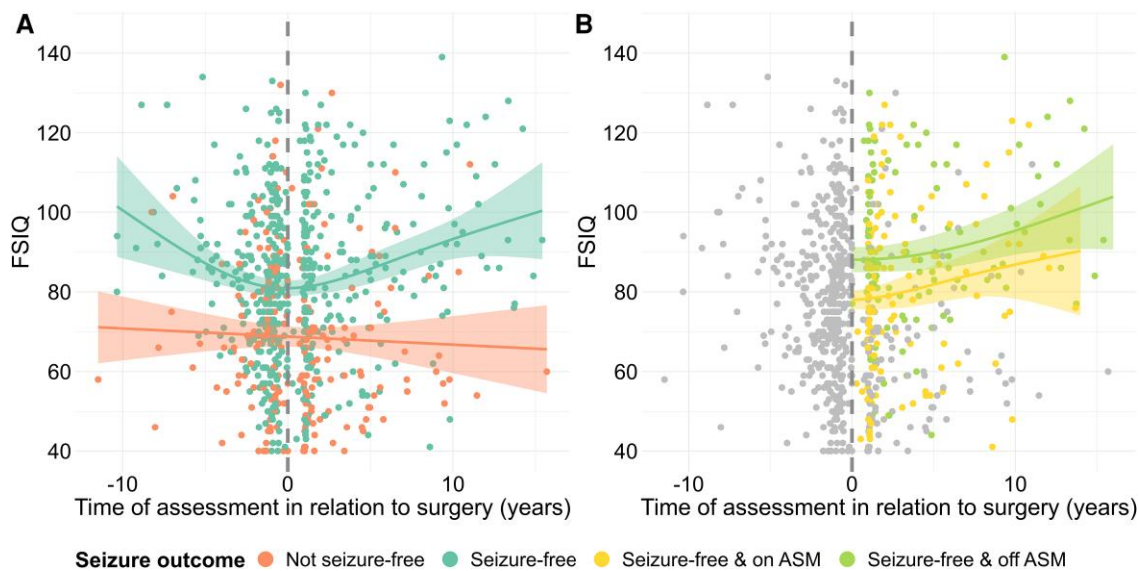 A
B
140
120
100
80
60
40
FSIQ
-10
0
10
Time of assessment in relation to surgery (years)
140
120
100
80
60
40
FSIQ
-10
0
10
Time of assessment in relation to surgery (years)
Seizure outcome Not seizure-free Seizure-free Seizure-free & on ASM Seizure-free & off ASM